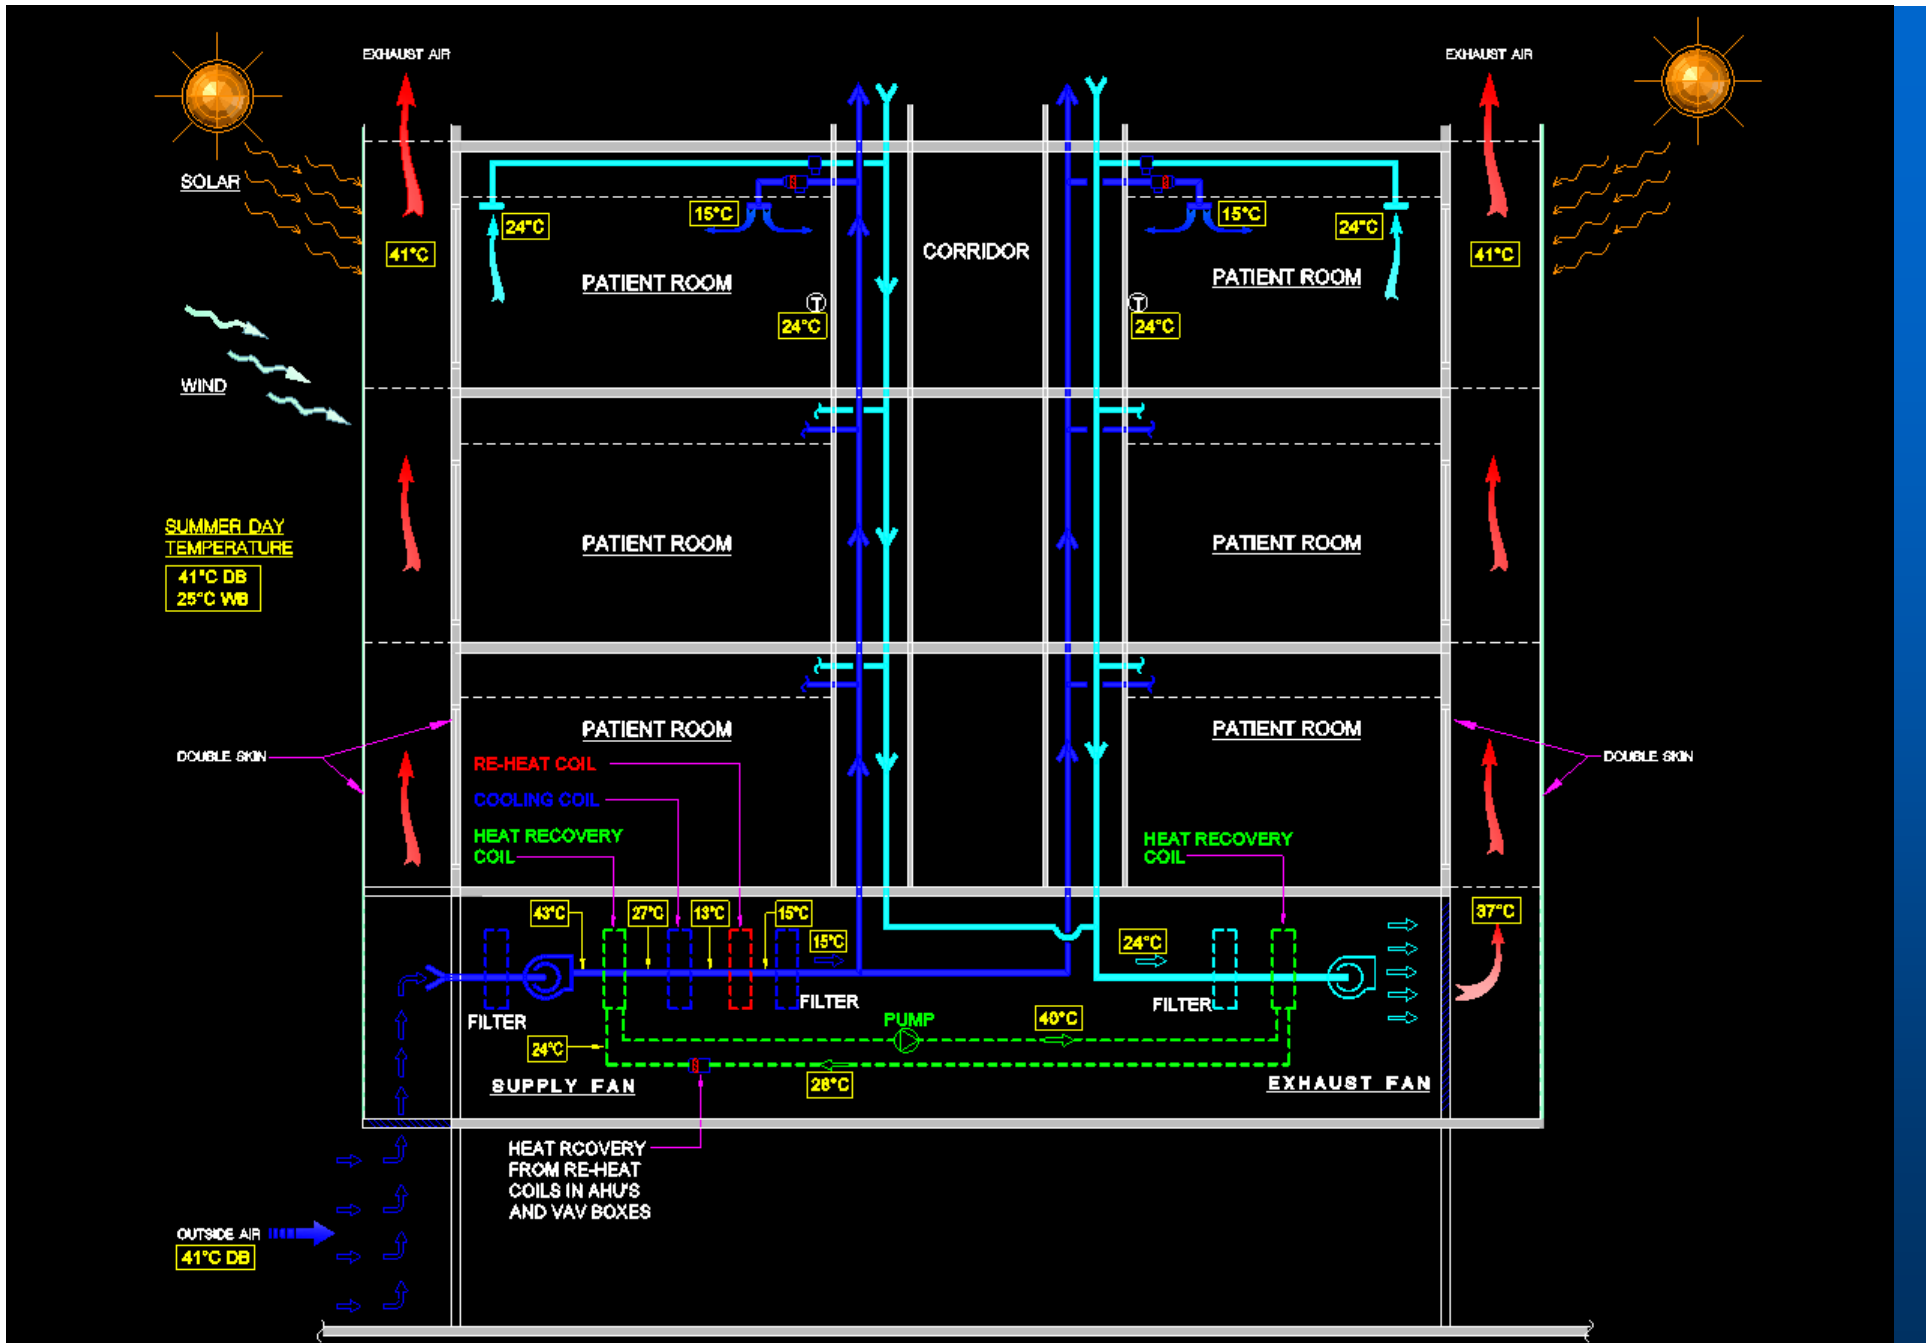 EXHAUST AIR
EXHAUST AIR
SOLAR
24°C
15°C
15°C
24°C
41°C
CORRIDOR
41°C
PATIENT ROOM
PATIENT ROOM
T
T
24°C
24°C
WIND
SUMMER DAY
TEMPERATURE
41°C DB
25°C WB
PATIENT ROOM
PATIENT ROOM
PATIENT ROOM
PATIENT ROOM
DOUBLE SKIN
DOUBLE SKIN
RE-HEAT COIL
COOLING COIL
HEAT RECOVERY
COIL
HEAT RECOVERY
COIL
43°C
27°C
13°C
15°C
15°C
24°C
37°C
FILTER
FILTER
FILTER
PUMP
40°C
24°C
28°C
SUPPLY FAN
EXHAUST FAN
HEAT RCOVERY
FROM RE-HEAT
COILS IN AHU'S
AND VAV BOXES
OUTSIDE AIR
41°C DB